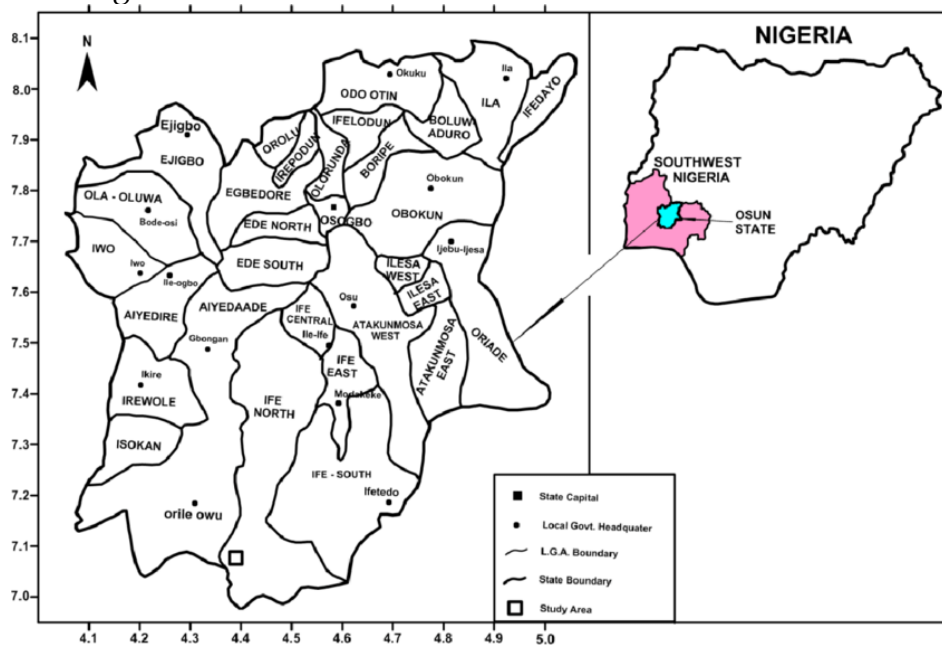 NIGERIA
SOUTHWEST
NIGERIA
OSUN
STATE
N
8.1
8.0
7.9
7.8
7.7
7.6
7.5
7.4
7.3
7.2
7.1
7.0
4.1
4.2
4.3
4.4
4.5
4.6
4.7
4.8
4.9
5.0
Okuku
ODO OTIN
Ila
ILA
IFEDAYO
BOLUW
ADURO
IFELODUN
BORIPE
OROLU
IREPODUN
OLORUNDA
Ejigbo
EJIGBO
EGBEDORE
OLA - OLUWA
Bode-osi
EDE NORTH
OSOGBO
Obokun
OBOKUN
Ijebu-Ijesa
IWO
Iwo
Ile-ogbo
EDE SOUTH
ILESA
WEST
ILESA
EAST
AIYEDIRE
AIYEDAADE
Gbongan
IFE
CENTRAL
Ile-Ife
Osu
ATAKUNMOSA
WEST
ORIADE
ATAKUNMOSA
EAST
IFE
EAST
Modakeke
Ikire
IREWOLE
IFE
NORTH
ISOKAN
IFE - SOUTH
Ifetedo
orile owu
State Capital
Local Govt. Headquater
L.G.A. Boundary
State Boundary
Study Area